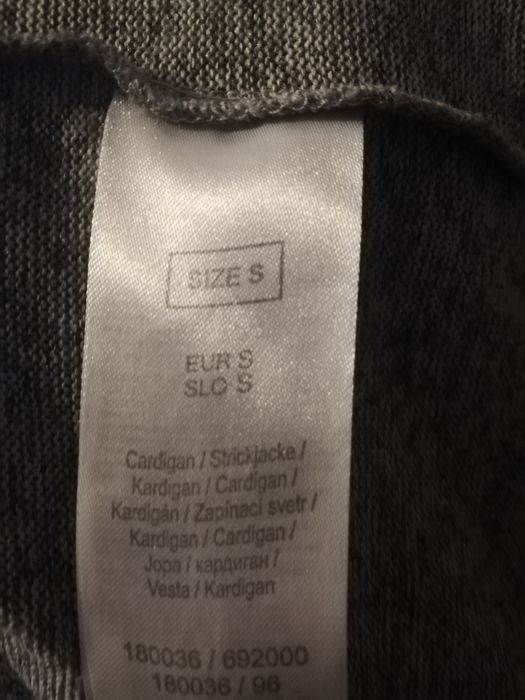 SIZE S
EUR S
SLO S
Cardigan / Strickjacke /
Kardigan / Cardigan /
Kardigán / Zapínací svetr /
Kardigan / Cardigan /
Jopa / кардиган /
Vesta / Kardigan
180036 / 692000
180036 / 96